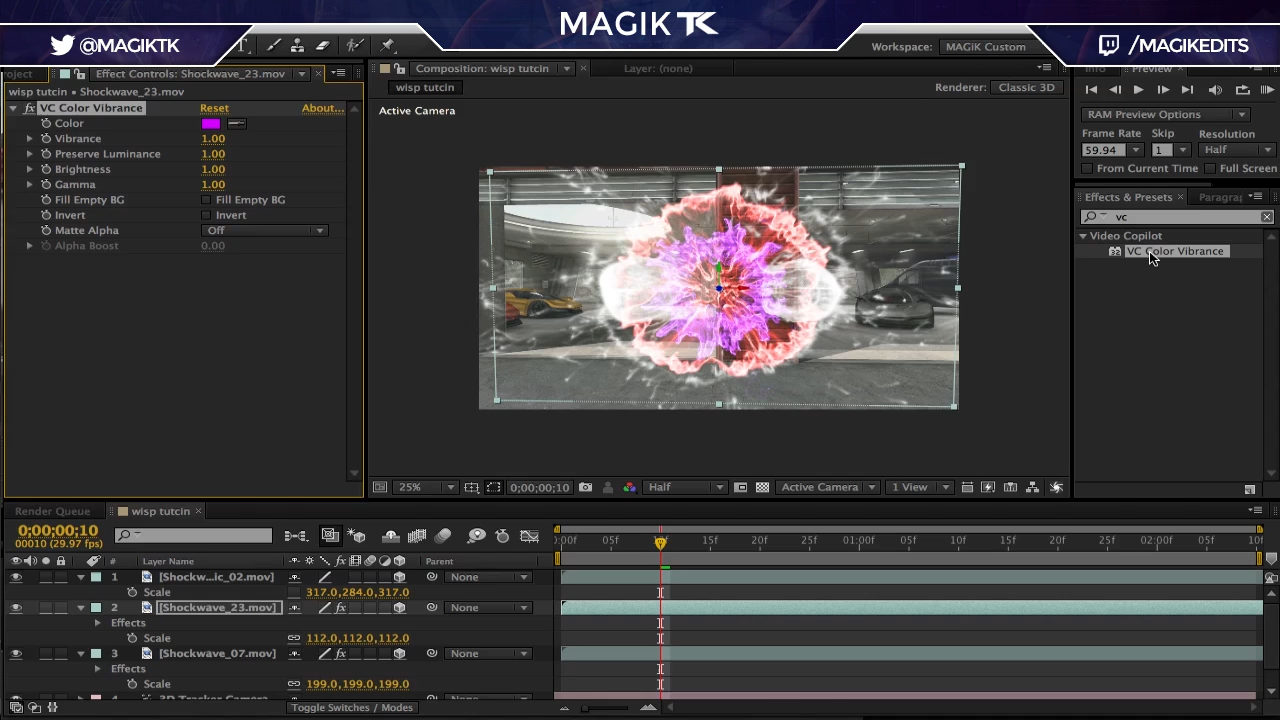 MAGIK TK
@MAGIKTK
/MAGIKEDITS
T
Workspace: MAGiK Custom
oject
Effect Controls: Shockwave_23.mov
Composition: wisp tutcin
Layer: (none)
Info
Preview
wisp tutcin • Shockwave_23.mov
wisp tutcin
Renderer: Classic 3D
fx VC Color Vibrance Reset About...
Color
Vibrance 1.00
Preserve Luminance 1.00
Brightness 1.00
Gamma 1.00
Fill Empty BG Fill Empty BG
Invert Invert
Matte Alpha Off
Alpha Boost 0.00
Active Camera
RAM Preview Options
Frame Rate Skip Resolution
59.94 1 Half
From Current Time Full Screen
Effects & Presets Paragrap
vc
Video Copilot
32 VC Color Vibrance
25% 0;00;00;10 Half Active Camera 1 View
Render Queue wisp tutcin
0;00;00;10
00010 (29.97 fps)
:00f 05f 10f 15f 20f 25f 01:00f 05f 10f 15f 20f 25f 02:00f 05f 10f
# Layer Name fx Parent
1 [Shockw...ic_02.mov] None
Scale 317.0,284.0,317.0
2 [Shockwave_23.mov] fx None
Effects
Scale 112.0,112.0,112.0
3 [Shockwave_07.mov] fx None
Effects
Scale 199.0,199.0,199.0
4 3D Tracker Camera None
Toggle Switches / Modes